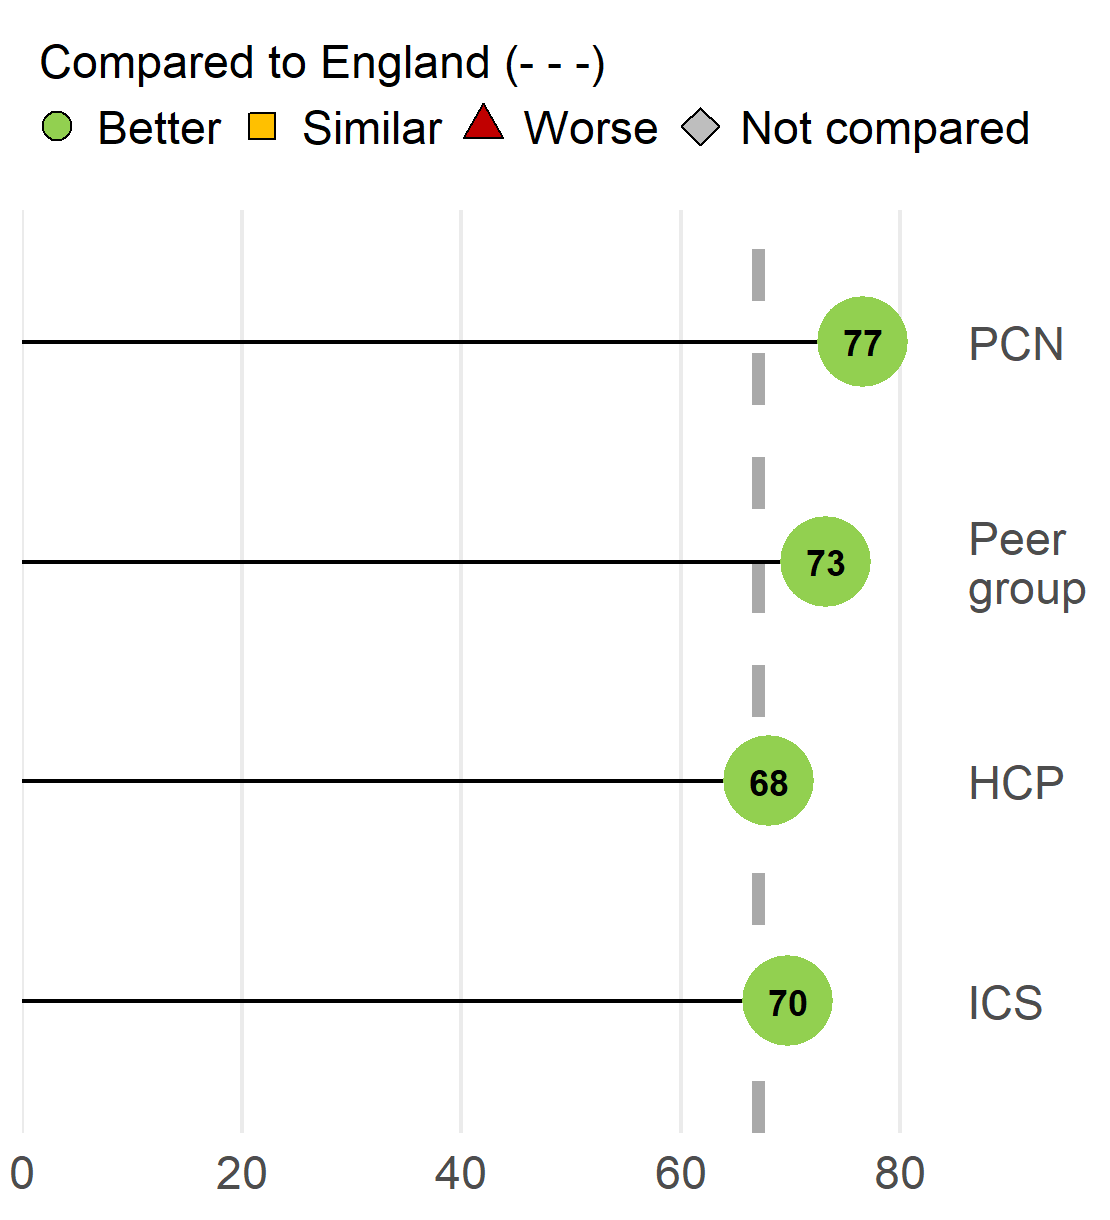 Compared to England (- - -)
Better Similar Worse Not compared
77 PCN
73 Peer
group
68 HCP
70 ICS
0 20 40 60 80